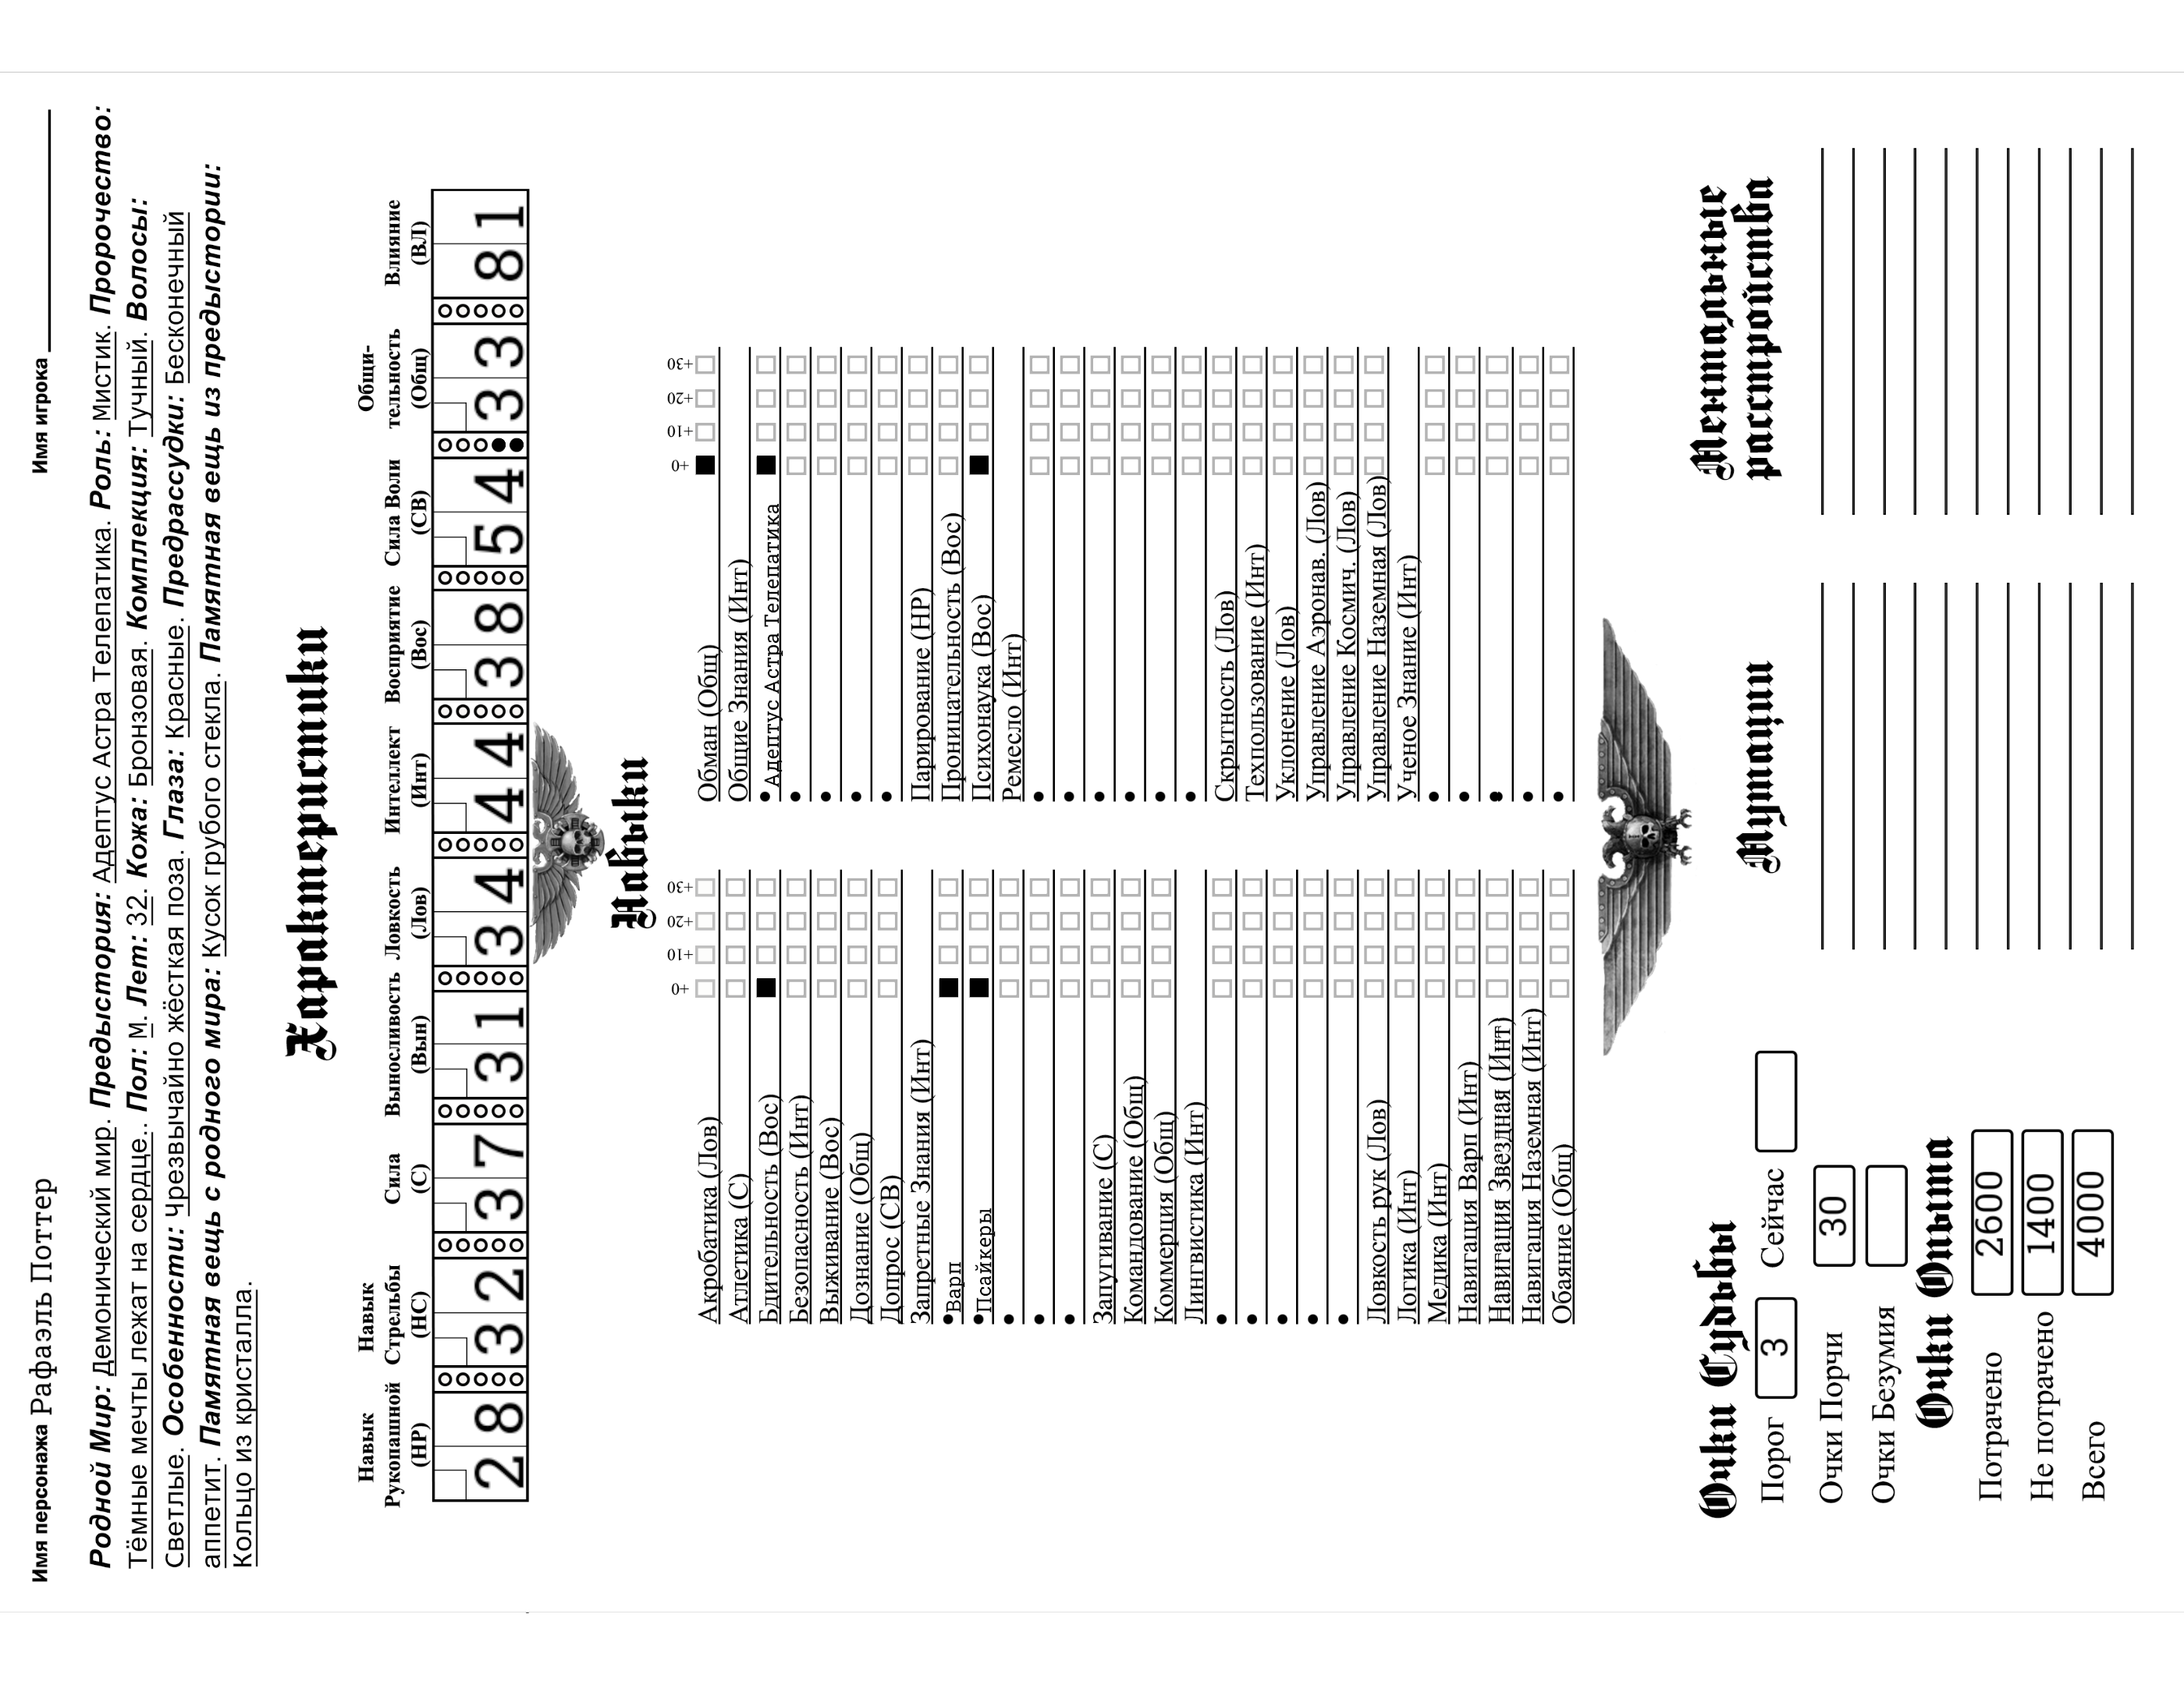 Имя персонажа Рафаэль Поттер
Имя игрока
Родной Мир: Демонический мир. Предыстория: Адептус Астра Телепатика. Роль: Мистик. Пророчество:
Тёмные мечты лежат на сердце.. Пол: М. Лет: 32. Кожа: Бронзовая. Комплекция: Тучный. Волосы:
Светлые. Особенности: Чрезвычайно жёсткая поза. Глаза: Красные. Предрассудки: Бесконечный
аппетит. Памятная вещь с родного мира: Кусок грубого стекла. Памятная вещь из предыстории:
Кольцо из кристалла.
Характеристики
Навык Рукопашной (НР)
28
Навык Стрельбы (НС)
32
Сила (С)
37
Выносливость (Вын)
31
Ловкость (Лов)
34
Интеллект (Инт)
44
Восприятие (Вос)
38
Сила Воли (СВ)
54
Общительность (Общ)
33
Влияние (ВЛ)
81
Навыки
+0 +10 +20 +30
Акробатика (Лов)
Атлетика (С)
Бдительность (Вос)
Безопасность (Инт)
Выживание (Вос)
Дознание (Общ)
Допрос (СВ)
Запретные Знания (Инт)
•Варп
•Псайкеры
•
•
•
Запугивание (С)
Командование (Общ)
Коммерция (Общ)
Лингвистика (Инт)
•
•
•
•
•
Ловкость рук (Лов)
Логика (Инт)
Медика (Инт)
Навигация Варп (Инт)
Навигация Звездная (Инт)
Навигация Наземная (Инт)
Обаяние (Общ)
+0 +10 +20 +30
Обман (Общ)
Общие Знания (Инт)
• Адептус Астра Телепатика
•
•
•
•
Парирование (НР)
Проницательность (Вос)
Психонаука (Вос)
Ремесло (Инт)
•
•
•
•
•
•
Скрытность (Лов)
Техпользование (Инт)
Уклонение (Лов)
Управление Аэронав. (Лов)
Управление Космич. (Лов)
Управление Наземная (Лов)
Ученое Знание (Инт)
•
•
•
•
•
Очки Судьбы
Порог 3 Сейчас
Очки Порчи 30
Очки Безумия
Очки Опыта
Потрачено 2600
Не потрачено 1400
Всего 4000
Мутации
Ментальные
расстройства